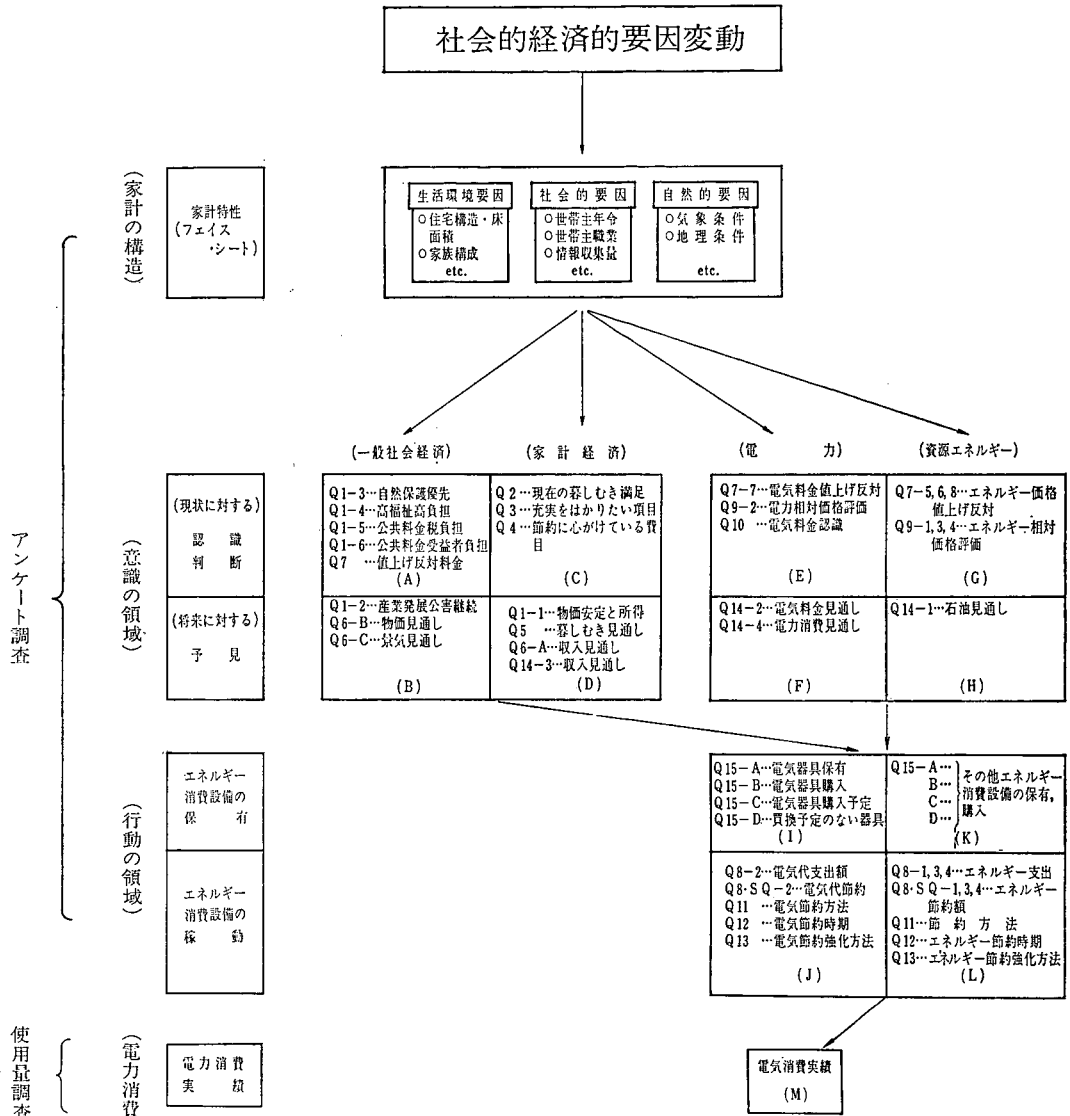 社会的経済的要因変動
アンケート調査
(家計の構造)
家計特性
(フェイス
・シート)
生活環境要因
○住宅構造・床
面積
○家族構成
etc.
社会的要因
○世帯主年令
○世帯主職業
○情報収集量
etc.
自然的要因
○気象条件
○地理条件
etc.
(意識の領域)
(一般社会経済)
(家計経済)
(電力)
(資源エネルギー)
(現状に対する)
認識
判断
Q1-3…自然保護優先
Q1-4…高福祉高負担
Q1-5…公共料金税負担
Q1-6…公共料金受益者負担
Q7 …値上げ反対料金
(A)
Q2…現在の暮しむき満足
Q3…充実をはかりたい項目
Q4…節約に心がけている費
目
(C)
Q7-7…電気料金値上げ反対
Q9-2…電力相対価格評価
Q10 …電気料金認識
(E)
Q7-5,6,8…エネルギー価格
値上げ反対
Q9-1,3,4…エネルギー相対
価格評価
(G)
(将来に対する)
予見
Q1-2…産業発展公害継続
Q6-B…物価見通し
Q6-C…景気見通し
(B)
Q1-1…物価安定と所得
Q5 …暮しむき見通し
Q6-A…収入見通し
Q14-3…収入見通し
(D)
Q14-2…電気料金見通し
Q14-4…電力消費見通し
(F)
Q14-1…石油見通し
(H)
(行動の領域)
エネルギー
消費設備の
保有
Q15-A…電気器具保有
Q15-B…電気器具購入
Q15-C…電気器具購入予定
Q15-D…買換予定のない器具
(I)
Q15-A…
B…
C…
D…
その他エネルギー
消費設備の保有,
購入
(K)
エネルギー
消費設備の
稼動
Q8-2…電気代支出額
Q8・SQ-2…電気代節約
Q11 …電気節約方法
Q12 …電気節約時期
Q13 …電気節約強化方法
(J)
Q8-1,3,4…エネルギー支出
Q8・SQ-1,3,4…エネルギー
節約額
Q11…節約方法
Q12…エネルギー節約時期
Q13…エネルギー節約強化方法
(L)
使用量調査
(電力消費
電力消費
実績
電気消費実績
(M)